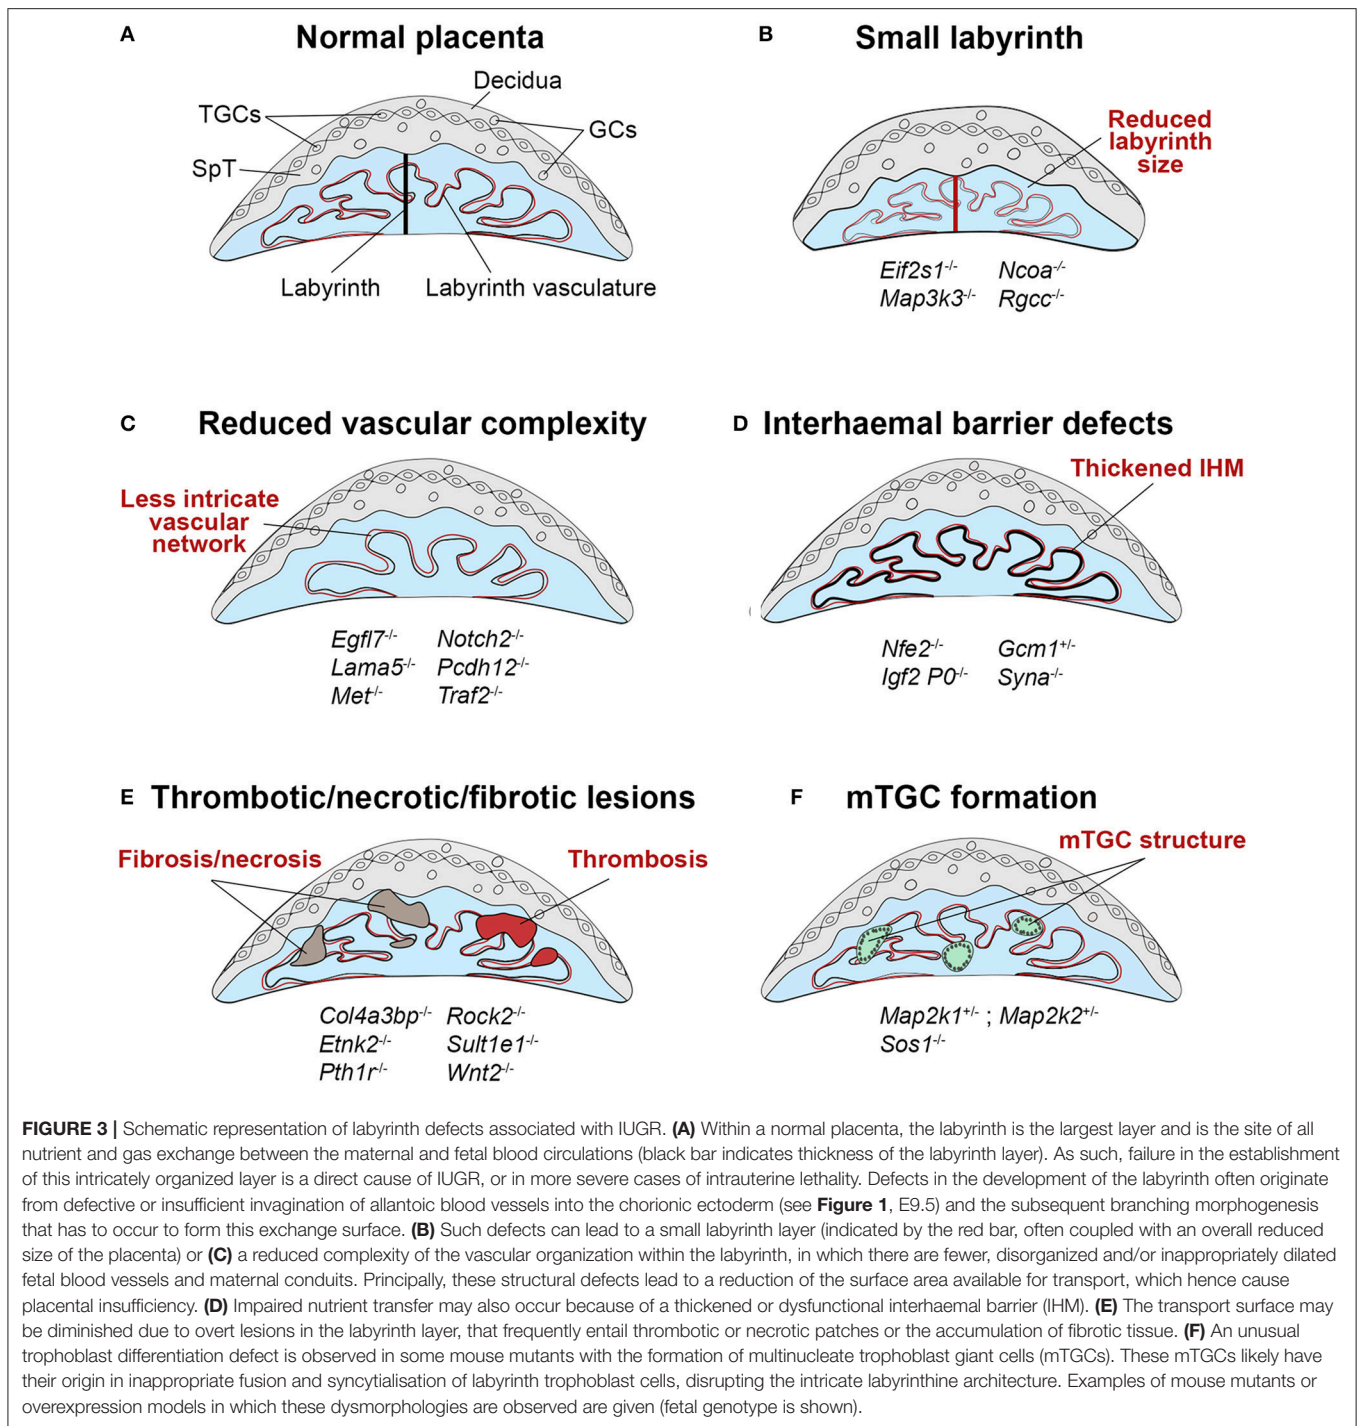 A Normal placenta
Decidua
TGCs
GCs
SpT
Labyrinth Labyrinth vasculature
B Small labyrinth
Reduced
labyrinth
size
Eif2s1-/- Ncoa-/-
Map3k3-/- Rgcc-/-
C Reduced vascular complexity
Less intricate
vascular
network
Egfl7-/- Notch2-/-
Lama5-/- Pcdh12-/-
Met-/- Traf2-/-
D Interhaemal barrier defects
Thickened IHM
Nfe2-/- Gcm1+/-
Igf2 P0-/- Syna-/-
E Thrombotic/necrotic/fibrotic lesions
Fibrosis/necrosis Thrombosis
Col4a3bp-/- Rock2-/-
Etnk2-/- Sult1e1-/-
Pth1r-/- Wnt2-/-
F mTGC formation
mTGC structure
Map2k1+/- ; Map2k2+/-
Sos1-/-
FIGURE 3 | Schematic representation of labyrinth defects associated with IUGR. (A) Within a normal placenta, the labyrinth is the largest layer and is the site of all
nutrient and gas exchange between the maternal and fetal blood circulations (black bar indicates thickness of the labyrinth layer). As such, failure in the establishment
of this intricately organized layer is a direct cause of IUGR, or in more severe cases of intrauterine lethality. Defects in the development of the labyrinth often originate
from defective or insufficient invagination of allantoic blood vessels into the chorionic ectoderm (see Figure 1, E9.5) and the subsequent branching morphogenesis
that has to occur to form this exchange surface. (B) Such defects can lead to a small labyrinth layer (indicated by the red bar, often coupled with an overall reduced
size of the placenta) or (C) a reduced complexity of the vascular organization within the labyrinth, in which there are fewer, disorganized and/or inappropriately dilated
fetal blood vessels and maternal conduits. Principally, these structural defects lead to a reduction of the surface area available for transport, which hence cause
placental insufficiency. (D) Impaired nutrient transfer may also occur because of a thickened or dysfunctional interhaemal barrier (IHM). (E) The transport surface may
be diminished due to overt lesions in the labyrinth layer, that frequently entail thrombotic or necrotic patches or the accumulation of fibrotic tissue. (F) An unusual
trophoblast differentiation defect is observed in some mouse mutants with the formation of multinucleate trophoblast giant cells (mTGCs). These mTGCs likely have
their origin in inappropriate fusion and syncytialisation of labyrinth trophoblast cells, disrupting the intricate labyrinthine architecture. Examples of mouse mutants or
overexpression models in which these dysmorphologies are observed are given (fetal genotype is shown).